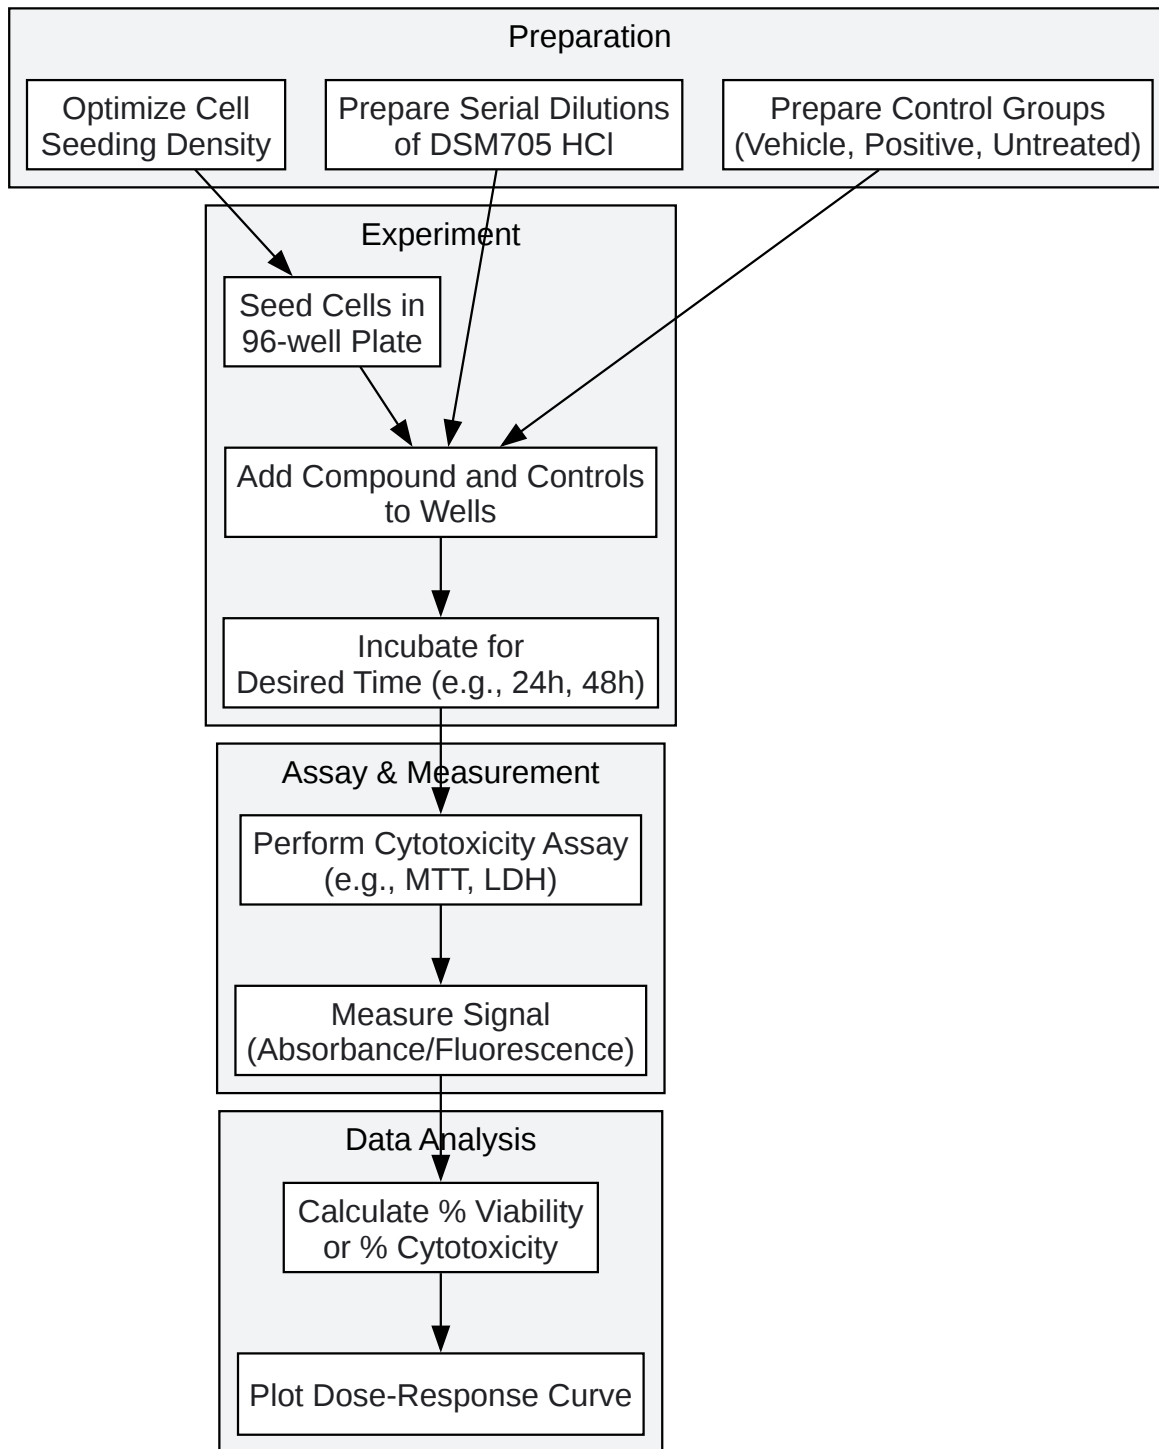 Preparation
Optimize Cell
Seeding Density
Prepare Serial Dilutions
of DSM705 HCl
Prepare Control Groups
(Vehicle, Positive, Untreated)
Experiment
Seed Cells in
96-well Plate
Add Compound and Controls
to Wells
Incubate for
Desired Time (e.g., 24h, 48h)
Assay & Measurement
Perform Cytotoxicity Assay
(e.g., MTT, LDH)
Measure Signal
(Absorbance/Fluorescence)
Data Analysis
Calculate % Viability
or % Cytotoxicity
Plot Dose-Response Curve